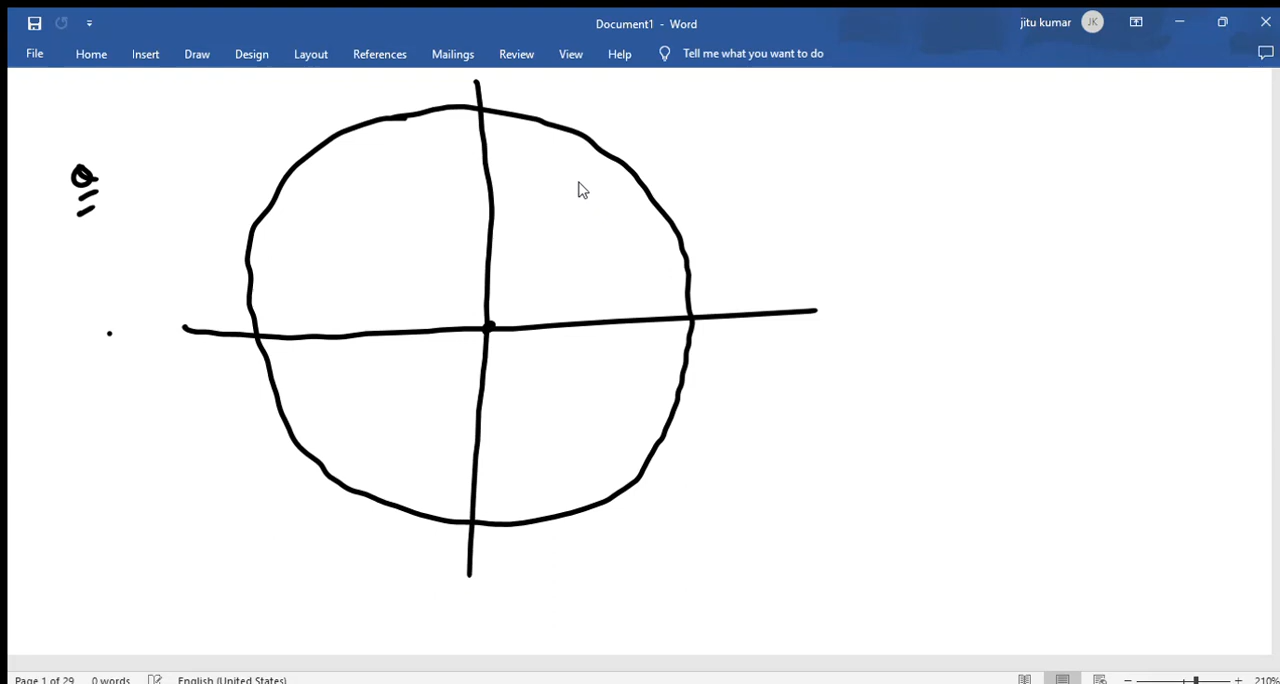 Document1 - Word
jitu kumar JK
File Home Insert Draw Design Layout References Mailings Review View Help Tell me what you want to do
Q
Page 1 of 29 0 words English (United States) 210%